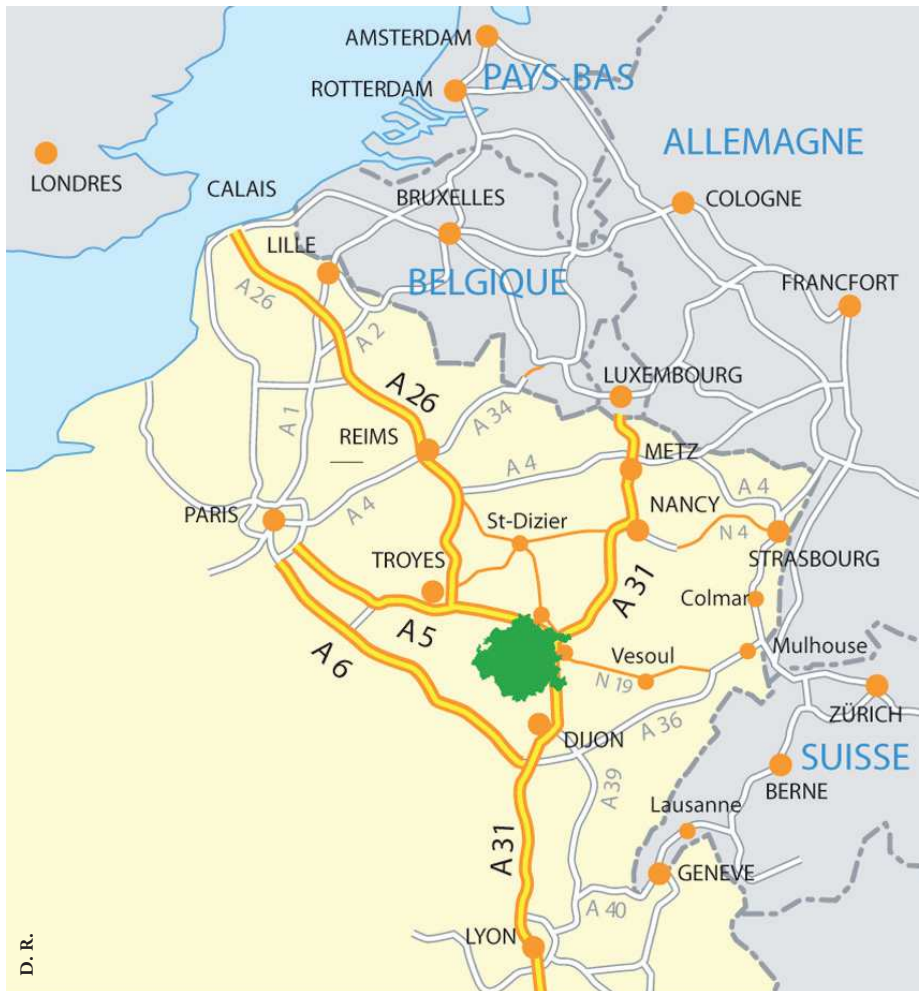 AMSTERDAM
PAYS-BAS
ROTTERDAM
ALLEMAGNE
LONDRES
CALAIS
BRUXELLES
COLOGNE
LILLE
BELGIQUE
FRANCFORT
A 26
A 2
LUXEMBOURG
A 26
A 1
A 34
REIMS
METZ
A 4
A 4
PARIS
A 4
St-Dizier
NANCY
N 4
STRASBOURG
TROYES
A 31
Colmar
A 5
A 6
Vesoul
Mulhouse
N 19
ZÜRICH
DIJON
A 36
SUISSE
BERNE
A 39
Lausanne
A 31
GENEVE
A 40
LYON
D. R.